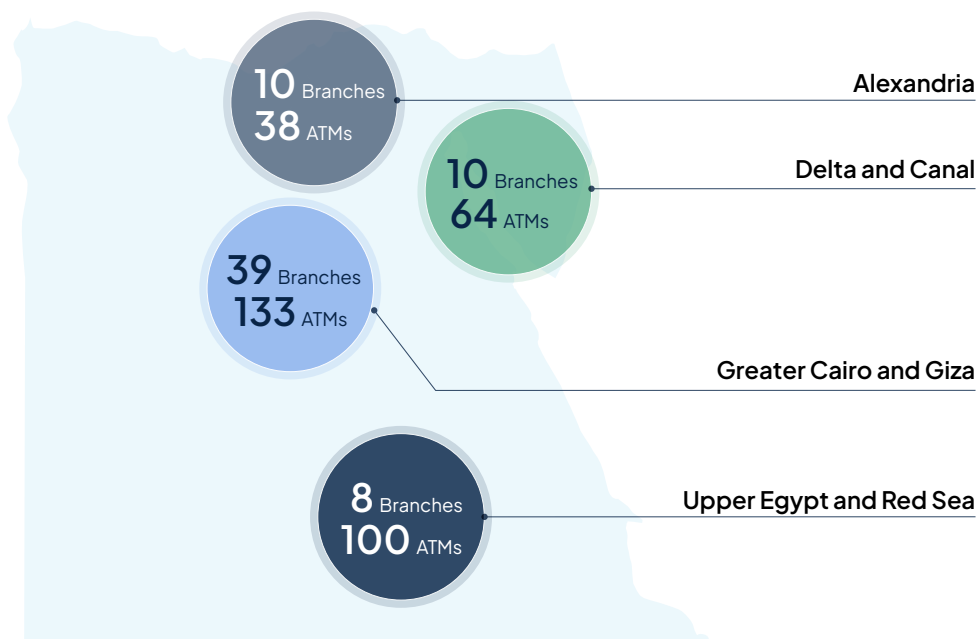 10 Branches
38 ATMs
Alexandria
10 Branches
64 ATMs
Delta and Canal
39 Branches
133 ATMs
Greater Cairo and Giza
8 Branches
100 ATMs
Upper Egypt and Red Sea